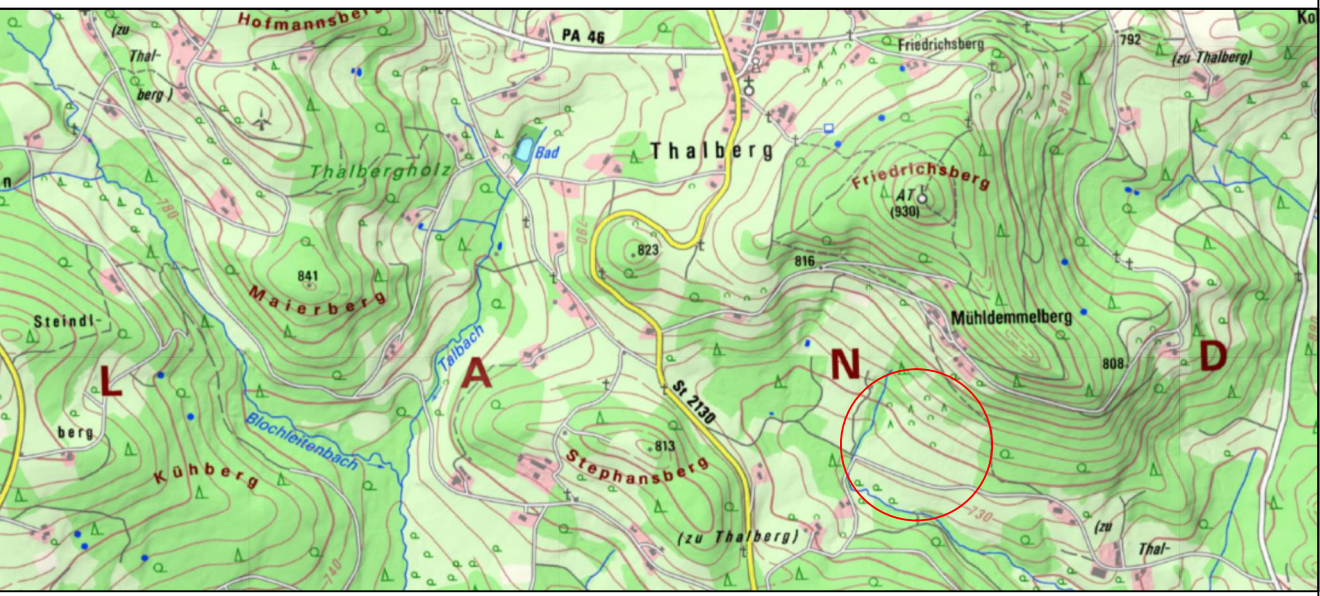 Hofmannsberg
(zu
Thal-
berg)
PA 46
Friedrichsberg
792
(zu Thalberg)
Ko
810
Bad
Thalberg
Thalbergholz
n
780
790
Friedrichsberg
AT
(930)
823
816
841
Maierberg
Steindl-
berg
Talbach
Mühldemmelberg
808
L
A
N
D
St 2130
Blochleitenbach
Kühberg
813
Stephansberg
730
(zu Thalberg)
(zu
Thal-
740